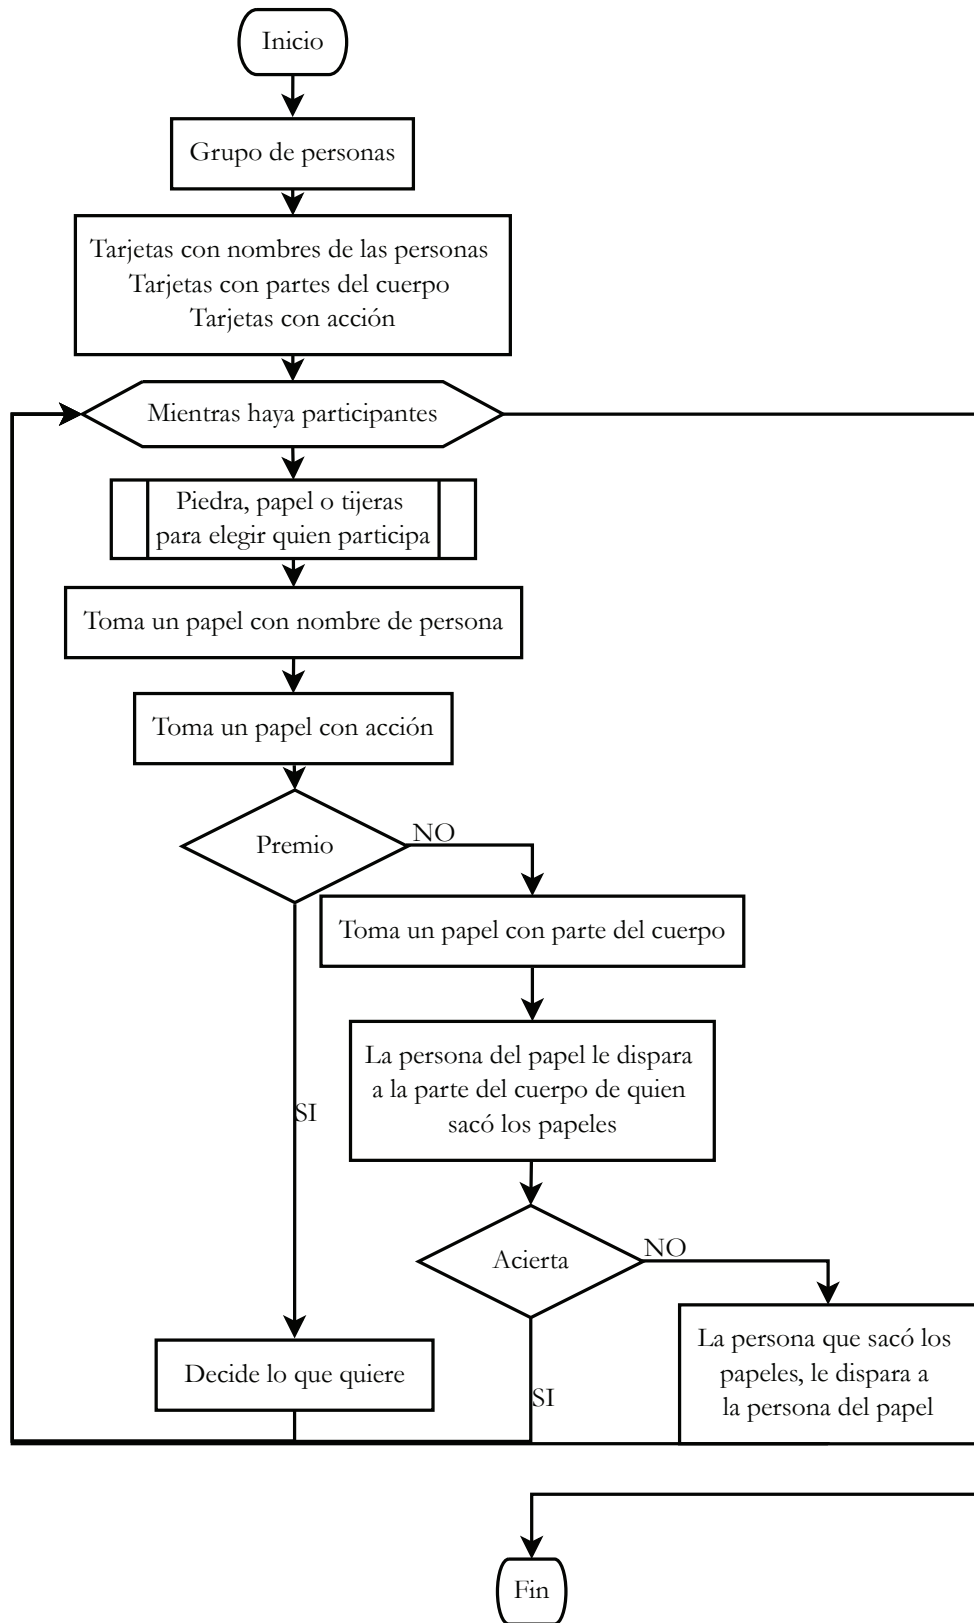 Inicio
Grupo de personas
Tarjetas con nombres de las personas
Tarjetas con partes del cuerpo
Tarjetas con acción
Mientras haya participantes
Piedra, papel o tijeras
para elegir quien participa
Toma un papel con nombre de persona
Toma un papel con acción
Premio
NO
Toma un papel con parte del cuerpo
La persona del papel le dispara
a la parte del cuerpo de quien
sacó los papeles
SI
Acierta
NO
La persona que sacó los
papeles, le dispara a
la persona del papel
Decide lo que quiere
SI
Fin